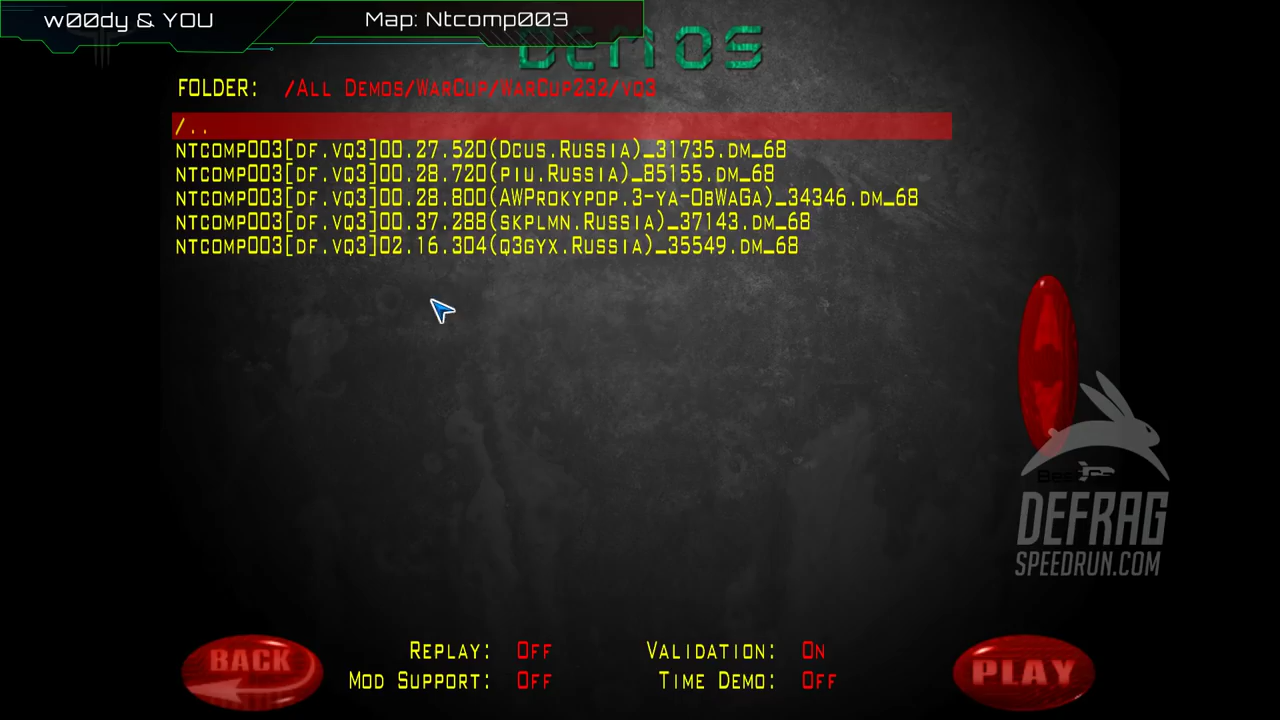 w00dy & YOU
Map: Ntcomp003
DEMOS
FOLDER: /ALL DEMOS/WARCUP/WARCUP232/VQ3
/..
NTCOMP003[DF.VQ3]00.27.520(DCUS.RUSSIA)_31735.DM_68
NTCOMP003[DF.VQ3]00.28.720(PIU.RUSSIA)_85155.DM_68
NTCOMP003[DF.VQ3]00.28.800(AWPROKYPOP.3-YA-OBWAGA)_34346.DM_68
NTCOMP003[DF.VQ3]00.37.288(SKPLMN.RUSSIA)_37143.DM_68
NTCOMP003[DF.VQ3]02.16.304(Q3GYX.RUSSIA)_35549.DM_68
Best
DEFRAG
SPEEDRUN.COM
REPLAY: OFF
VALIDATION: ON
MOD SUPPORT: OFF
TIME DEMO: OFF
BACK
PLAY